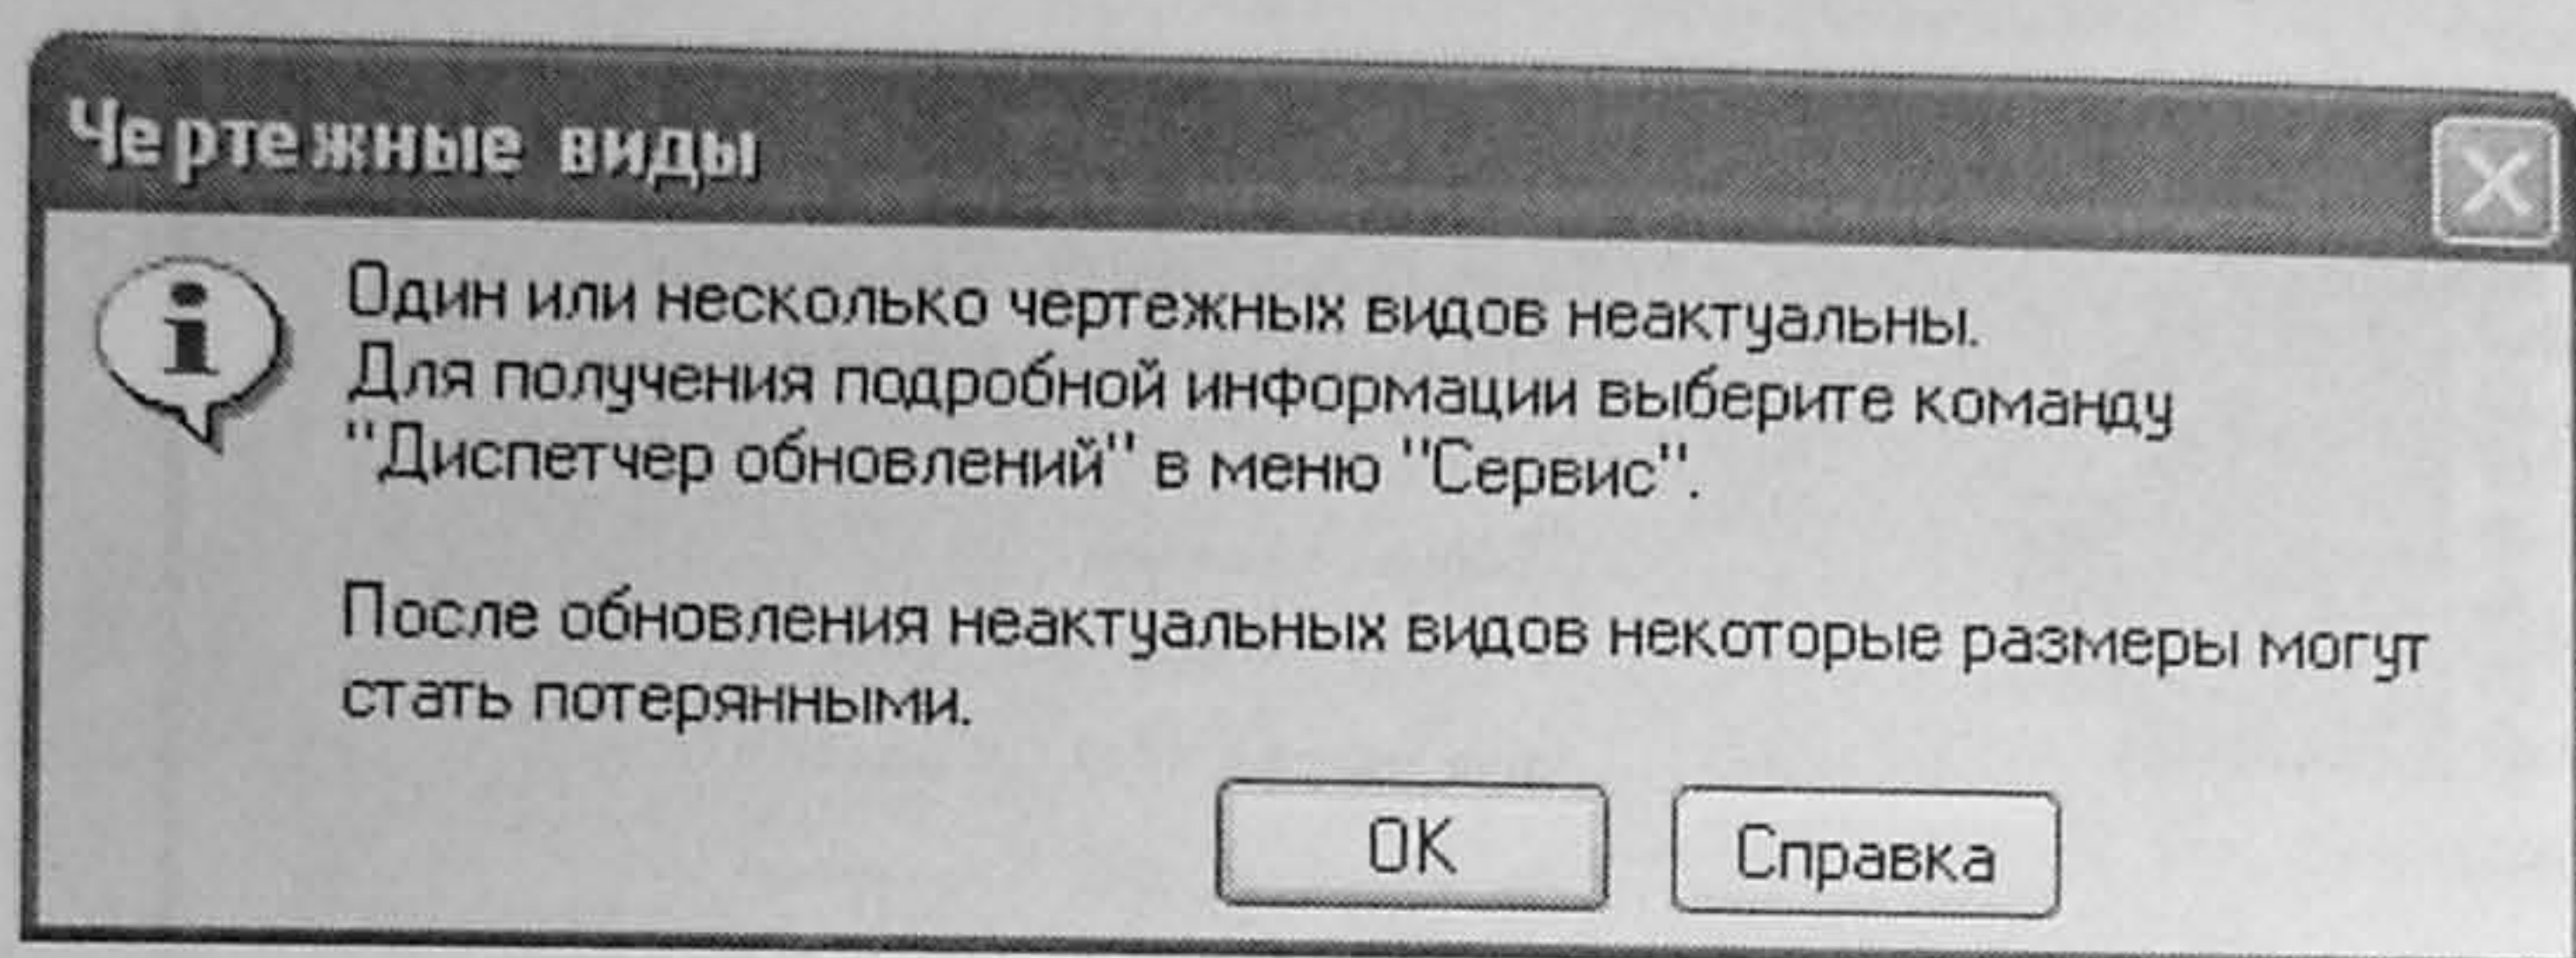 Чертежные виды
Один или несколько чертежных видов неактуальны.
Для получения подробной информации выберите команду
"Диспетчер обновлений" в меню "Сервис".
После обновления неактуальных видов некоторые размеры могут
стать потерянными.
OK
Справка